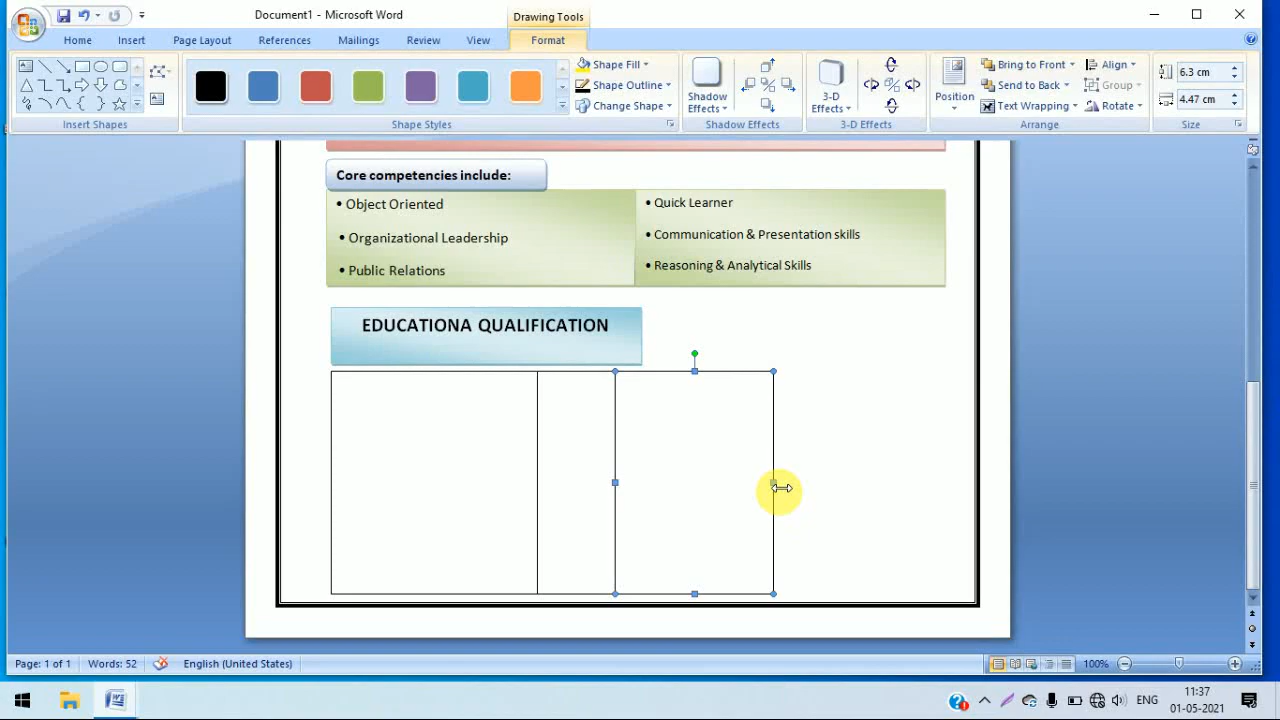 Document1 - Microsoft Word
Drawing Tools
Home
Insert
Page Layout
References
Mailings
Review
View
Format
Shape Fill
Shape Outline
Change Shape
Shadow Effects
3-D Effects
Position
Bring to Front
Send to Back
Text Wrapping
Align
Group
Rotate
6.3 cm
4.47 cm
Insert Shapes
Shape Styles
Shadow Effects
3-D Effects
Arrange
Size
Core competencies include:
• Object Oriented
• Organizational Leadership
• Public Relations
• Quick Learner
• Communication & Presentation skills
• Reasoning & Analytical Skills
EDUCATIONA QUALIFICATION
Page: 1 of 1
Words: 52
English (United States)
100%
ENG
11:37
01-05-2021